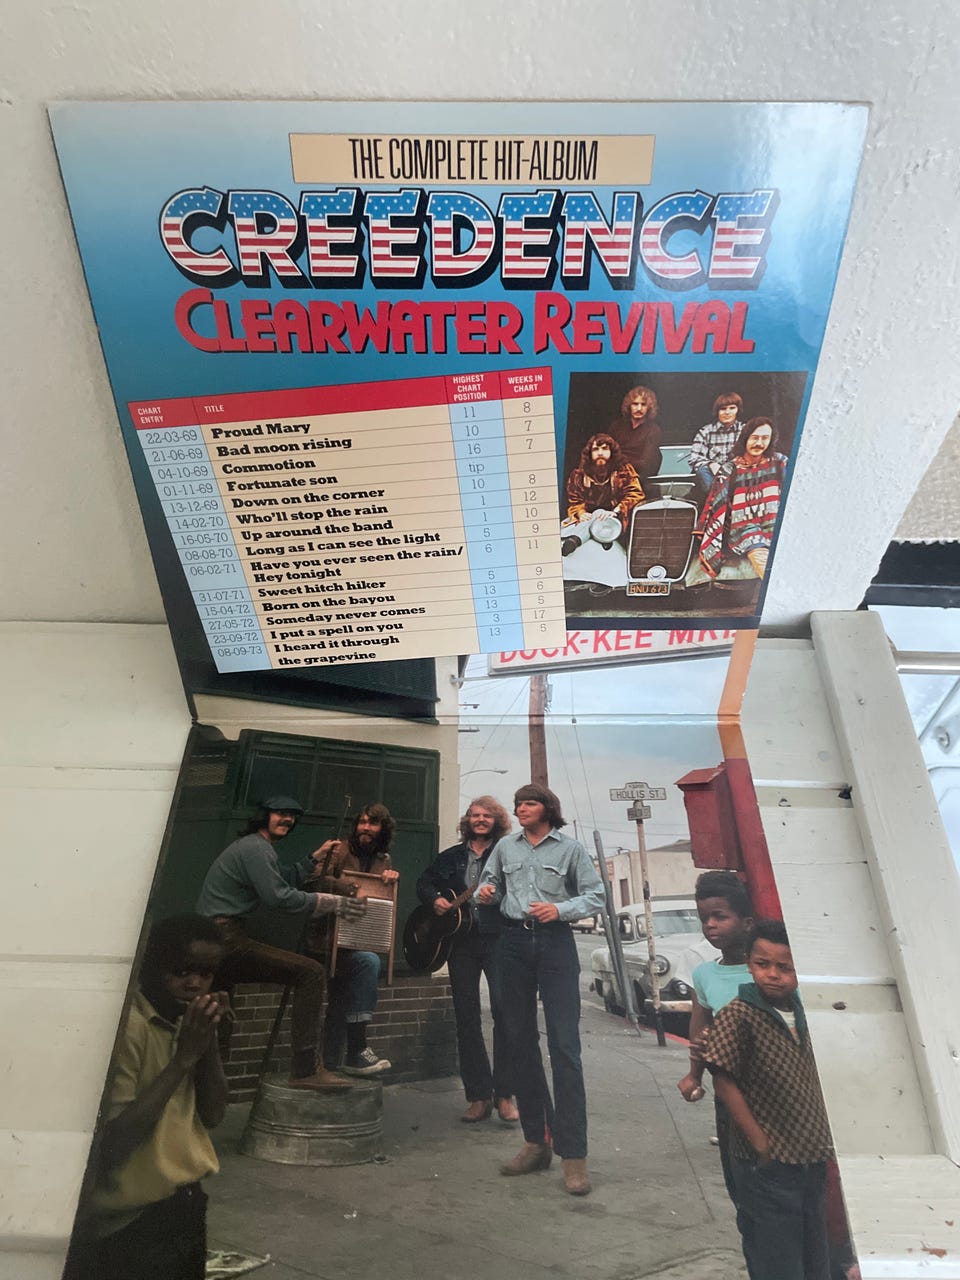 THE COMPLETE HIT-ALBUM
CREEDENCE
CLEARWATER REVIVAL
CHART ENTRY TITLE HIGHEST CHART POSITION WEEKS IN CHART
22-03-69 Proud Mary 11 8
21-06-69 Bad moon rising 10 7
04-10-69 Commotion 16 7
01-11-69 Fortunate son tip
13-12-69 Down on the corner 10 8
14-02-70 Who'll stop the rain 1 12
16-05-70 Up around the band 1 10
08-08-70 Long as I can see the light 5 9
06-02-71 Have you ever seen the rain/ 6 11
Hey tonight
31-07-71 Sweet hitch hiker 5 9
15-04-72 Born on the bayou 13 6
27-05-72 Someday never comes 13 5
23-09-72 I put a spell on you 3 17
08-09-73 I heard it through 13 5
the grapevine
BNU
DUCK-KEE MKT.
HOLLIS ST